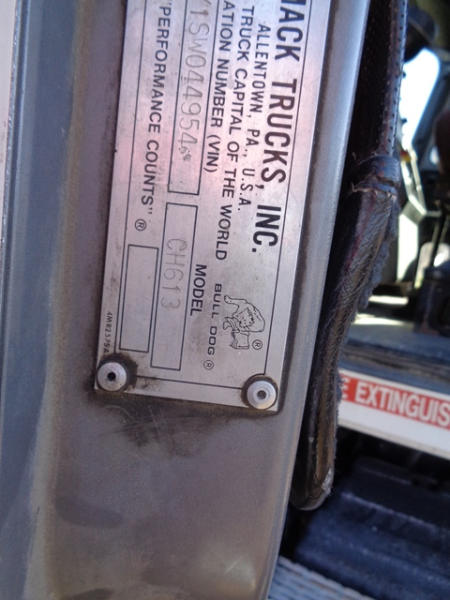 MACK TRUCKS, INC.
ALLENTOWN, PA., U.S.A.
TRUCK CAPITAL OF THE WORLD
ATION NUMBER (VIN)
MODEL
BULL DOG ®
®
1SW044954
CH613
"PERFORMANCE COUNTS" ®
E EXTINGUIS